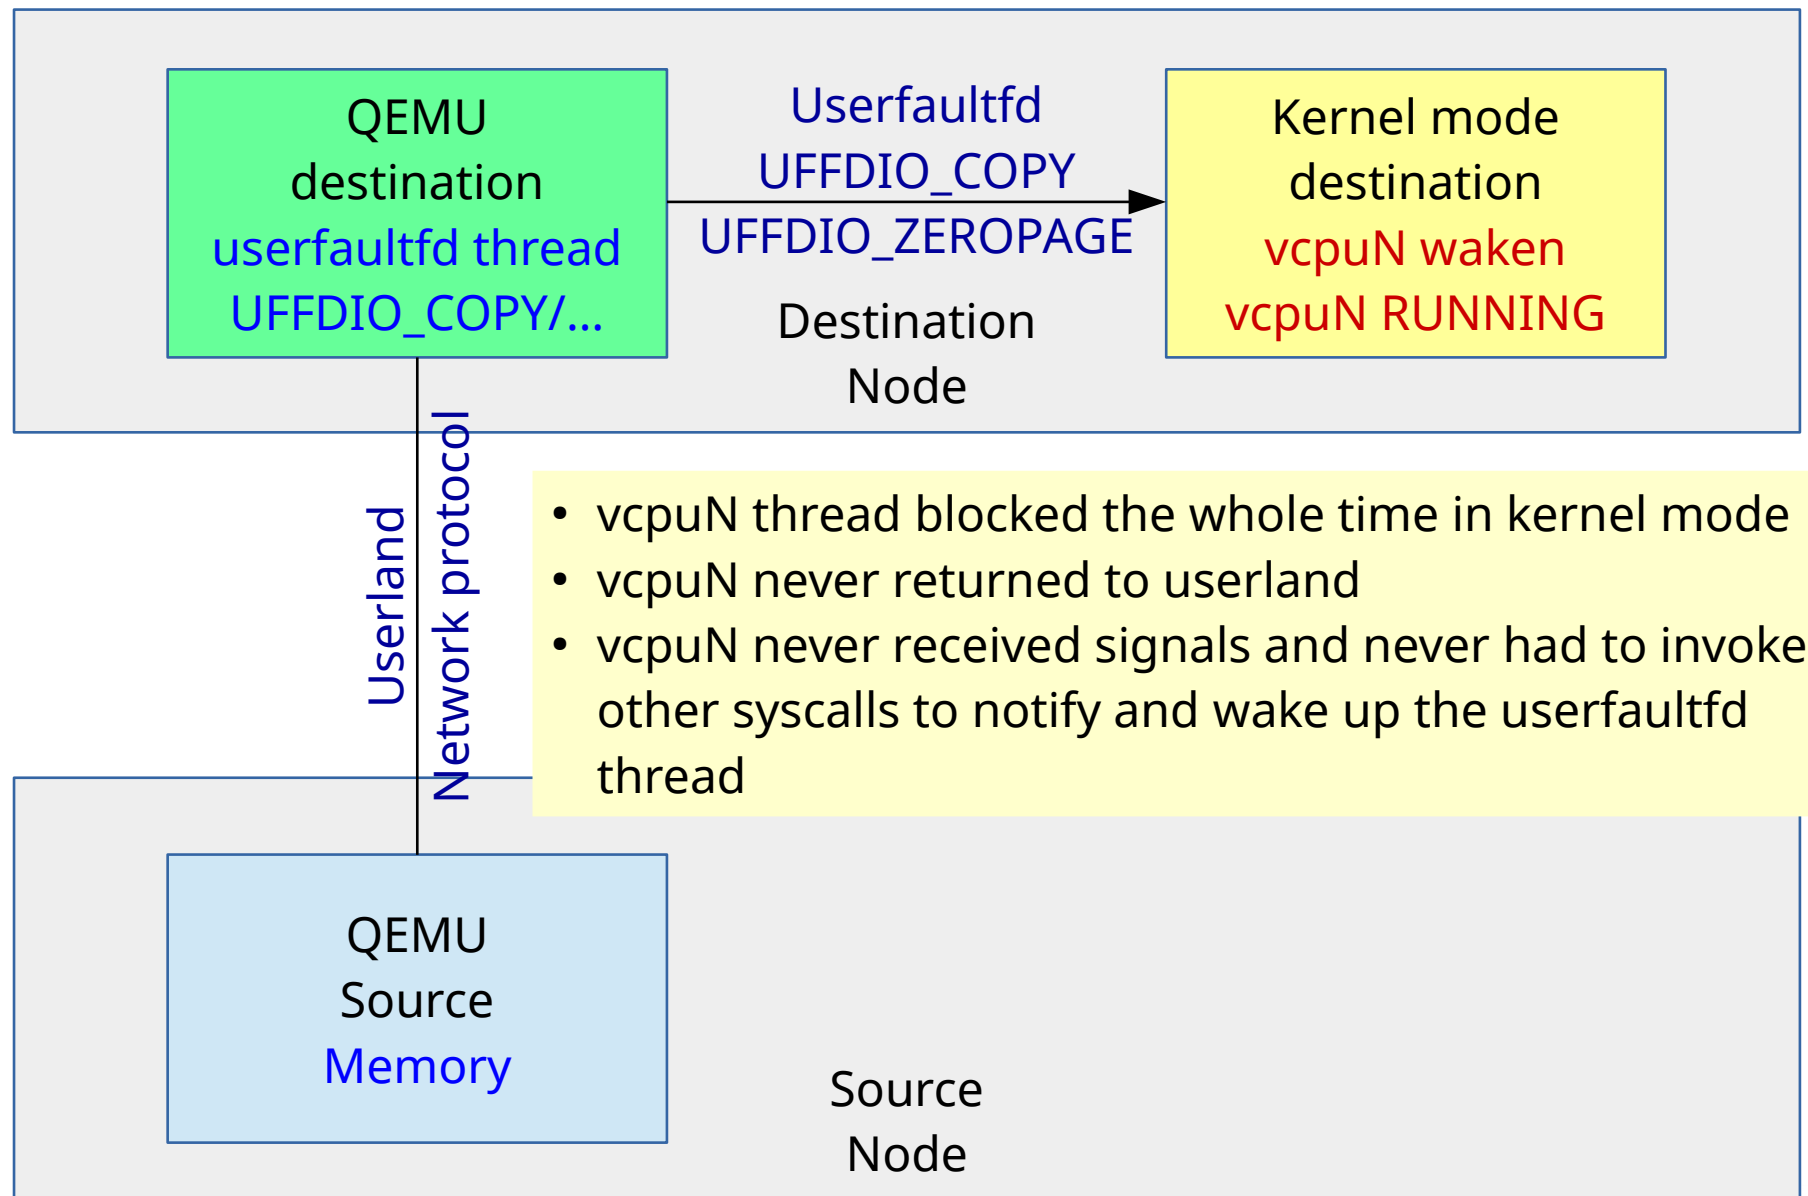 QEMU
destination
userfaultfd thread
UFFDIO_COPY/...
Userfaultfd
UFFDIO_COPY
UFFDIO_ZEROPAGE
Kernel mode
destination
vcpuN waken
vcpuN RUNNING
Destination
Node
Userland
Network protocol
• vcpuN thread blocked the whole time in kernel mode
• vcpuN never returned to userland
• vcpuN never received signals and never had to invoke
other syscalls to notify and wake up the userfaultfd
thread
QEMU
Source
Memory
Source
Node